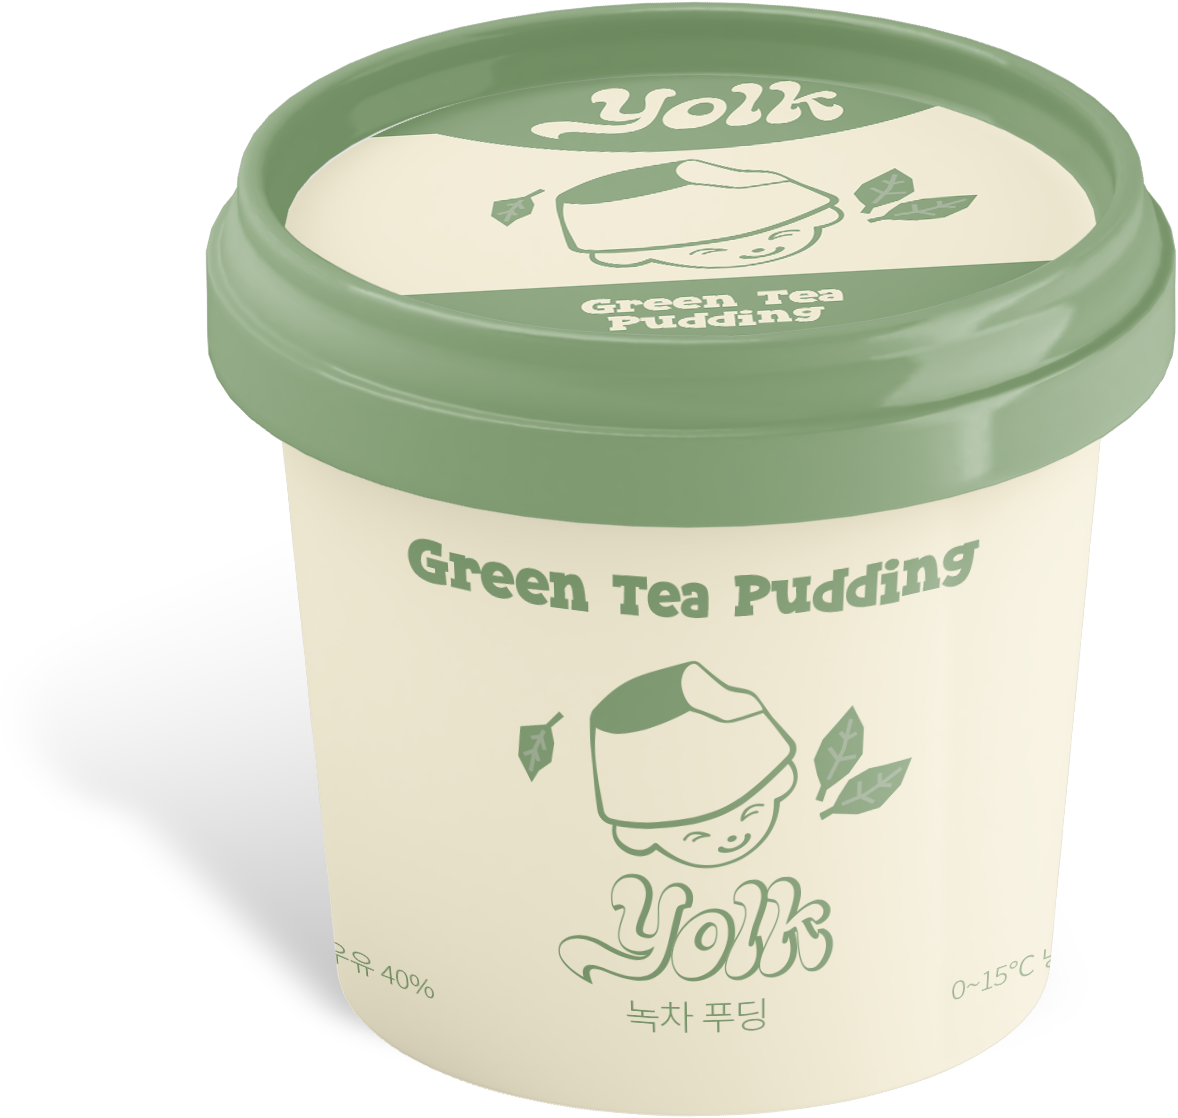 Yolk
Green Tea
Pudding
Green Tea Pudding
Yolk
우유 40%
0~15°C
녹차 푸딩